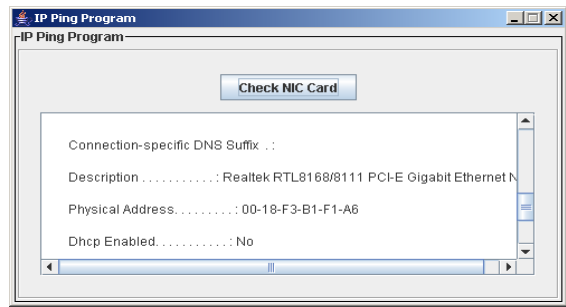 IP Ping Program
IP Ping Program
Check NIC Card
Connection-specific DNS Suffix . :
Description . . . . . . . . . . . : Realtek RTL8168/8111 PCI-E Gigabit Ethernet N
Physical Address. . . . . . . . . : 00-18-F3-B1-F1-A6
Dhcp Enabled. . . . . . . . . . . : No